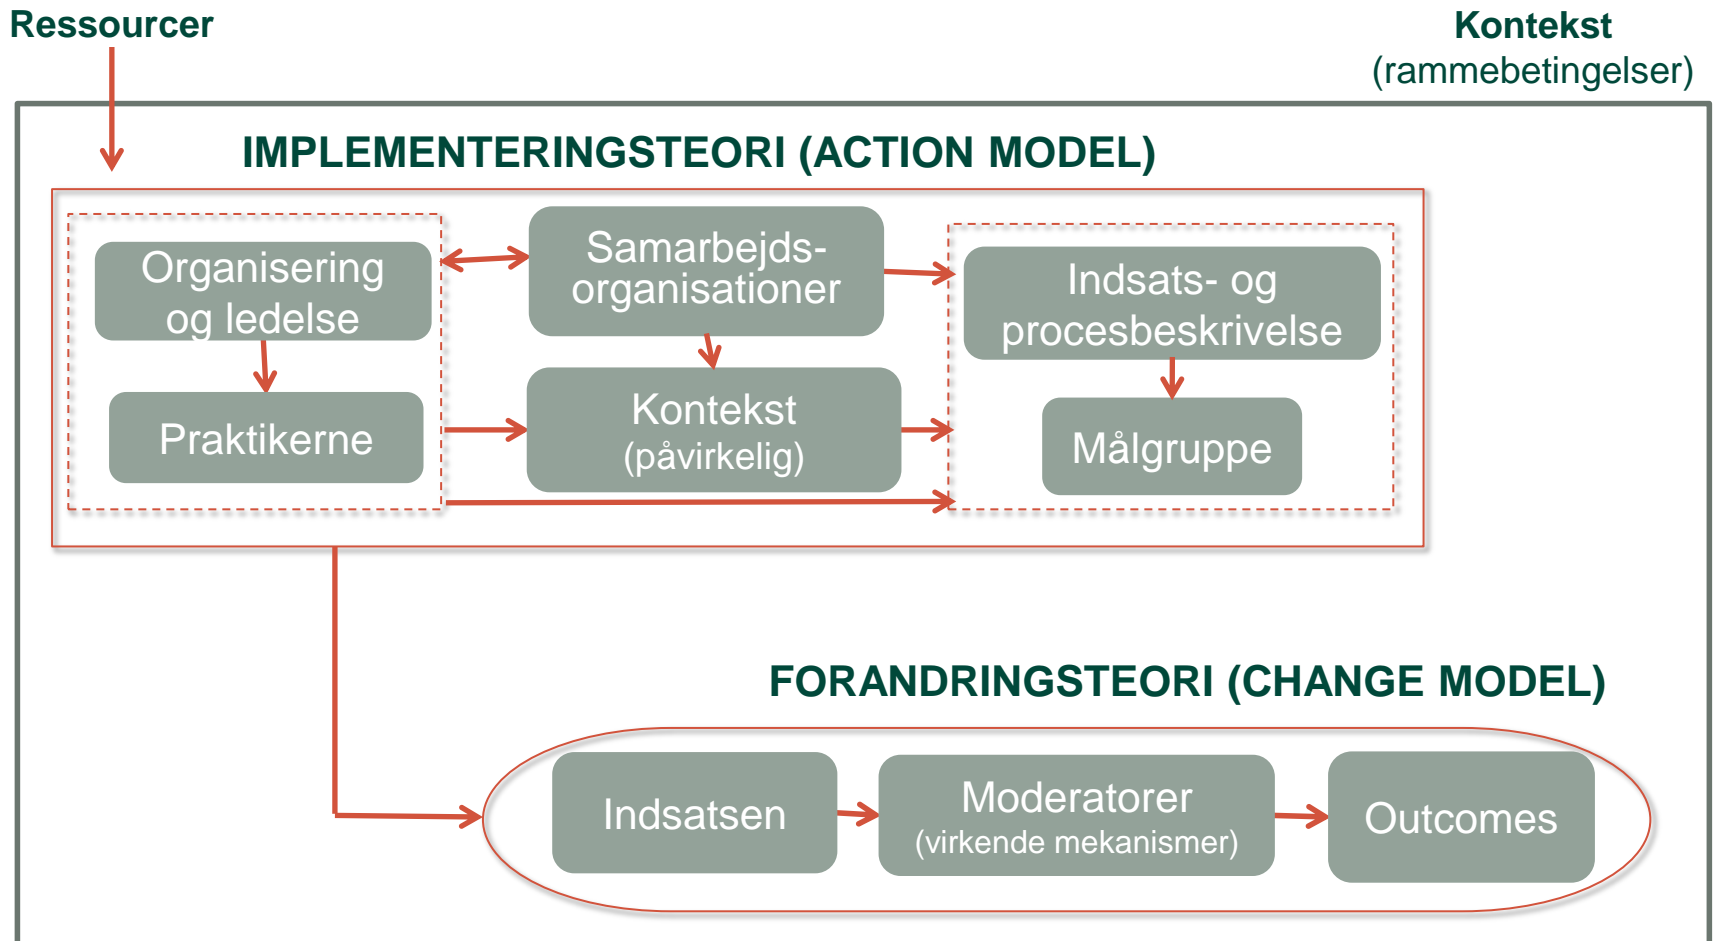 Ressourcer
Kontekst
(rammebetingelser)
IMPLEMENTERINGSTEORI (ACTION MODEL)
Organisering
og ledelse
Samarbejds-
organisationer
Indsats- og
procesbeskrivelse
Praktikerne
Kontekst
(påvirkelig)
Målgruppe
FORANDRINGSTEORI (CHANGE MODEL)
Indsatsen
Moderatorer
(virkende mekanismer)
Outcomes